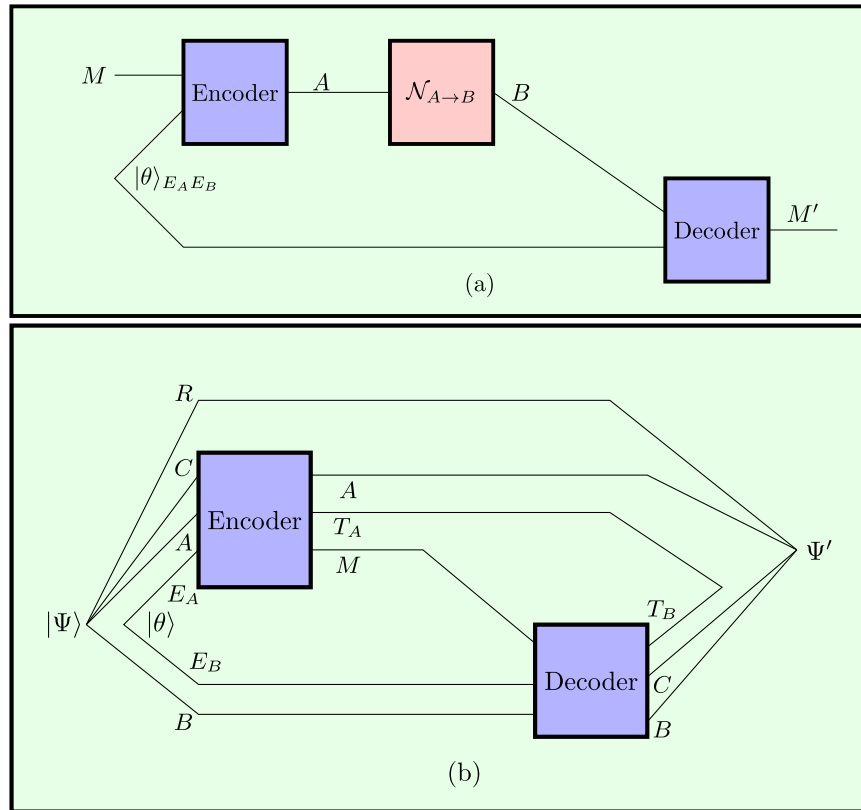 M
Encoder
A
𝒩_{A→B}
B
|θ⟩_{E_A E_B}
Decoder
M′
(a)
R
C
A
Encoder
A
T_A
M
E_A
|Ψ⟩
|θ⟩
E_B
B
Decoder
T_B
C
B
Ψ′
(b)